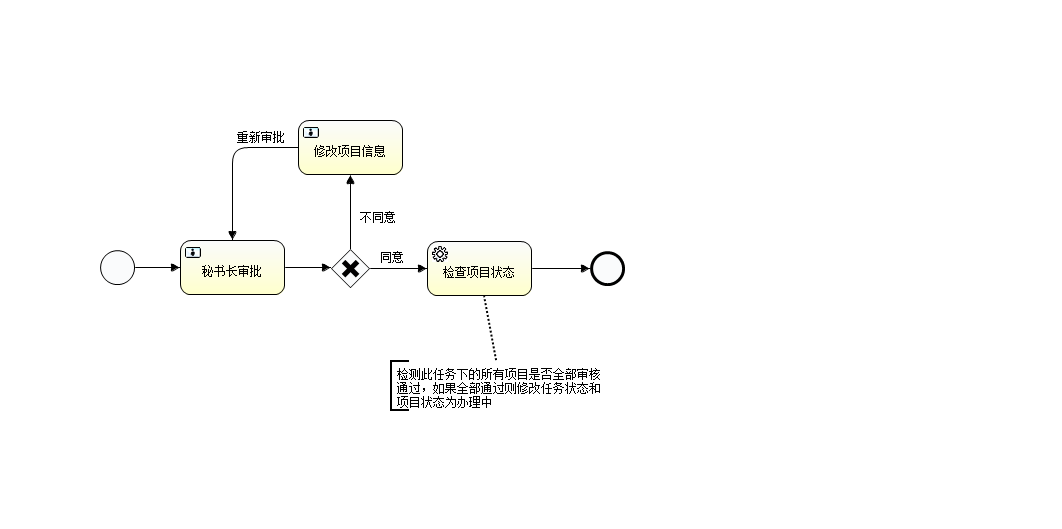 重新审批
修改项目信息
不同意
同意
秘书长审批
检查项目状态
检测此任务下的所有项目是否全部审核
通过，如果全部通过则修改任务状态和
项目状态为办理中